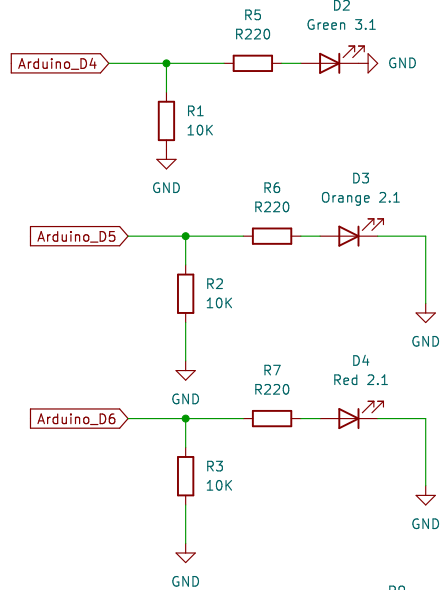 D2
Green 3.1
R5
R220
Arduino_D4
GND
R1
10K
GND
D3
Orange 2.1
R6
R220
Arduino_D5
R2
10K
GND
GND
D4
Red 2.1
R7
R220
Arduino_D6
R3
10K
GND
GND